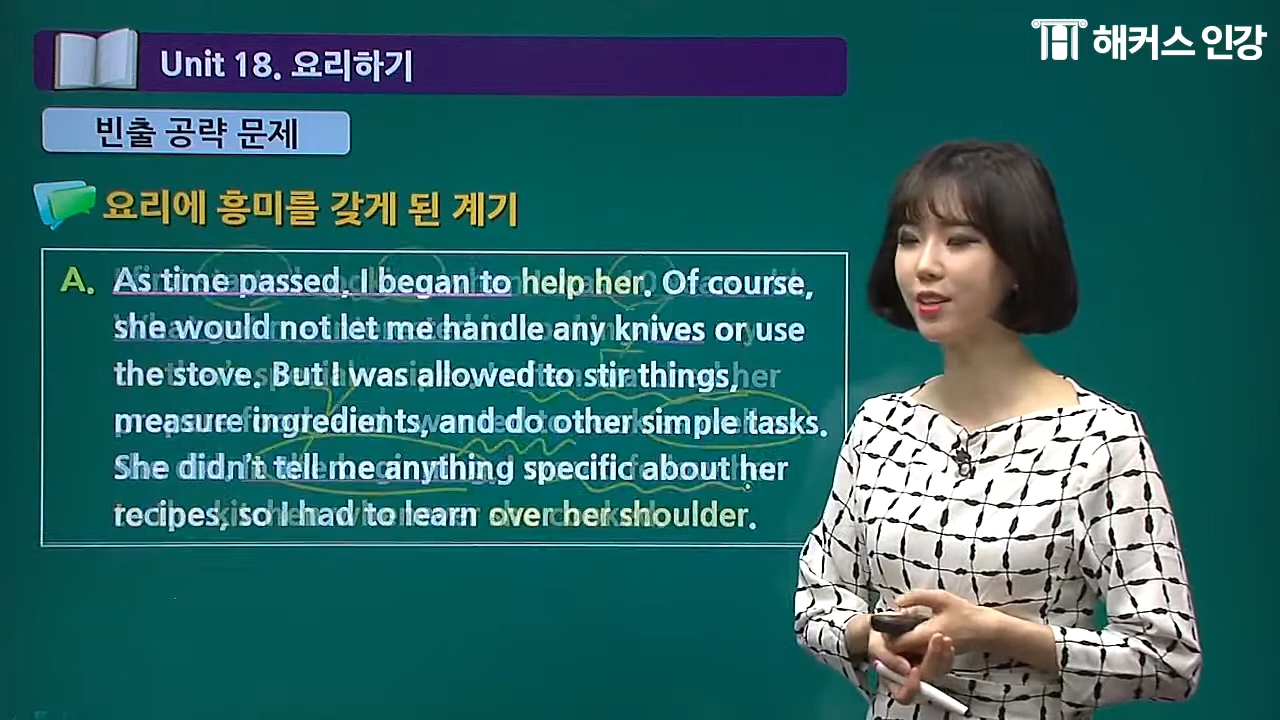 해커스 인강
Unit 18. 요리하기
빈출 공략 문제
요리에 흥미를 갖게 된 계기
A. As time passed, I began to help her. Of course,
she would not let me handle any knives or use
the stove. But I was allowed to stir things,
measure ingredients, and do other simple tasks.
She didn't tell me anything specific about her
recipes, so I had to learn over her shoulder.